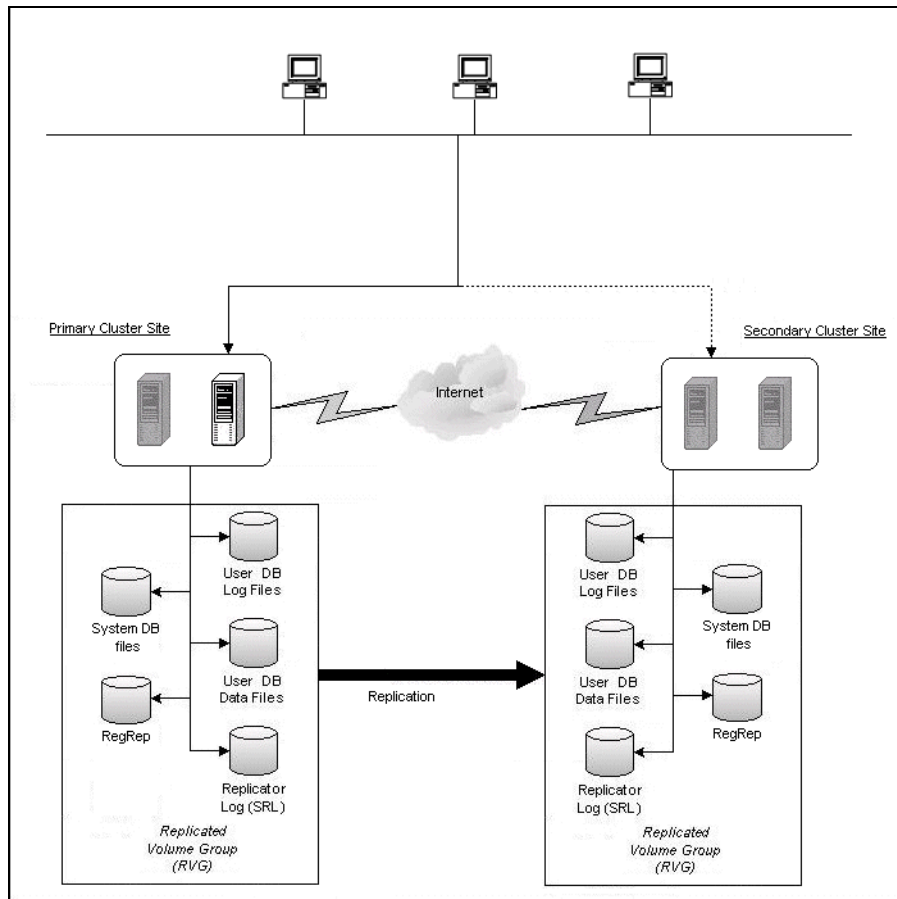 Primary Cluster Site
Secondary Cluster Site
Internet
User DB
Log Files
System DB
files
User DB
Data Files
RegRep
Replicator
Log (SRL)
Replicated
Volume Group
(RVG)
Replication
User DB
Log Files
System DB
files
User DB
Data Files
RegRep
Replicator
Log (SRL)
Replicated
Volume Group
(RVG)